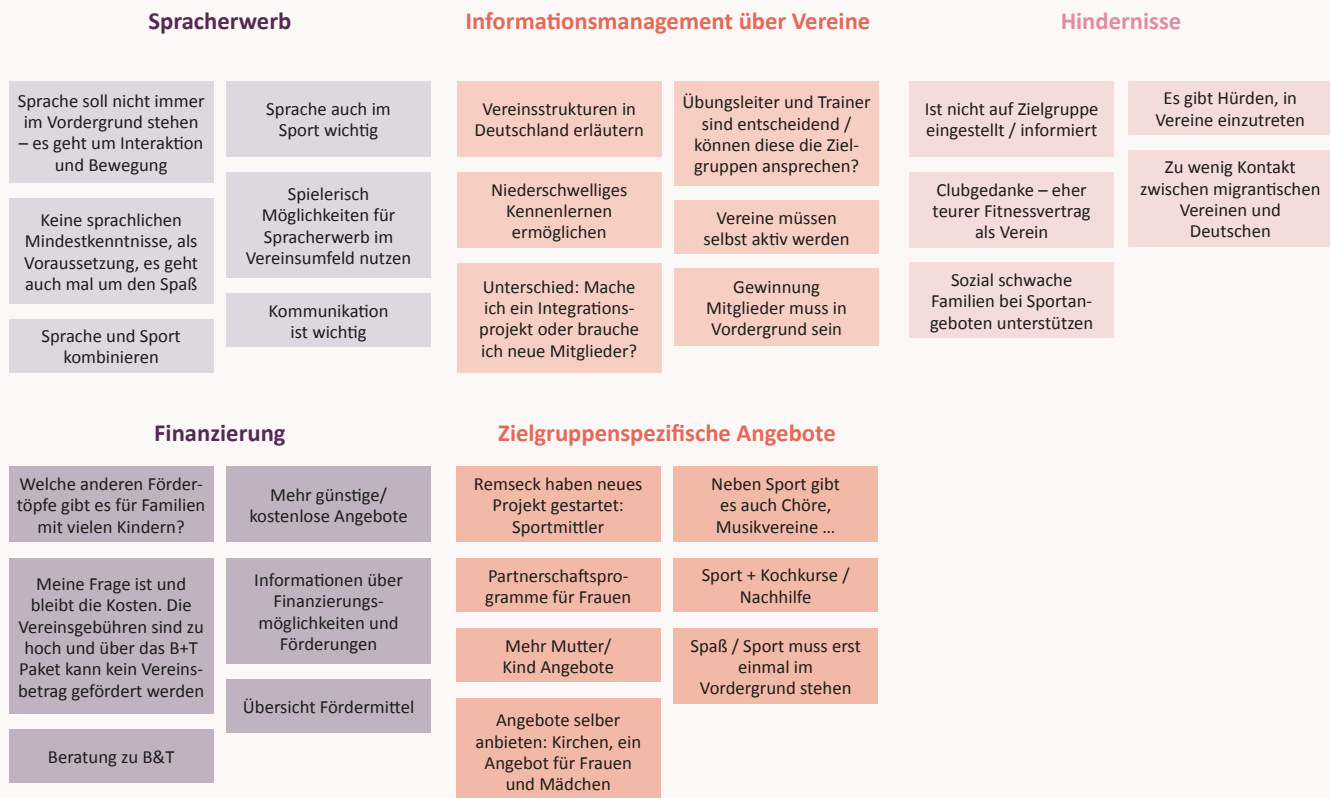 Spracherwerb
Sprache soll nicht immer
im Vordergrund stehen
– es geht um Interaktion
und Bewegung
Keine sprachlichen
Mindestkenntnisse, als
Voraussetzung, es geht
auch mal um den Spaß
Sprache und Sport
kombinieren
Sprache auch im
Sport wichtig
Spielerisch
Möglichkeiten für
Spracherwerb im
Vereinsumfeld nutzen
Kommunikation
ist wichtig
Informationsmanagement über Vereine
Vereinsstrukturen in
Deutschland erläutern
Niederschwelliges
Kennenlernen
ermöglichen
Unterschied: Mache
ich ein Integrations-
projekt oder brauche
ich neue Mitglieder?
Übungsleiter und Trainer
sind entscheidend /
können diese die Ziel-
gruppen ansprechen?
Vereine müssen
selbst aktiv werden
Gewinnung
Mitglieder muss in
Vordergrund sein
Hindernisse
Ist nicht auf Zielgruppe
eingestellt / informiert
Clubgedanke – eher
teurer Fitnessvertrag
als Verein
Sozial schwache
Familien bei Sportan-
geboten unterstützen
Es gibt Hürden, in
Vereine einzutreten
Zu wenig Kontakt
zwischen migrantischen
Vereinen und
Deutschen
Finanzierung
Welche anderen Förder-
töpfe gibt es für Familien
mit vielen Kindern?
Meine Frage ist und
bleibt die Kosten. Die
Vereinsgebühren sind zu
hoch und über das B+T
Paket kann kein Vereins-
betrag gefördert werden
Beratung zu B&T
Mehr günstige/
kostenlose Angebote
Informationen über
Finanzierungs-
möglichkeiten und
Förderungen
Übersicht Fördermittel
Zielgruppenspezifische Angebote
Remseck haben neues
Projekt gestartet:
Sportmittler
Partnerschaftspro-
gramme für Frauen
Mehr Mutter/
Kind Angebote
Angebote selber
anbieten: Kirchen, ein
Angebot für Frauen
und Mädchen
Neben Sport gibt
es auch Chöre,
Musikvereine ...
Sport + Kochkurse /
Nachhilfe
Spaß / Sport muss erst
einmal im
Vordergrund stehen